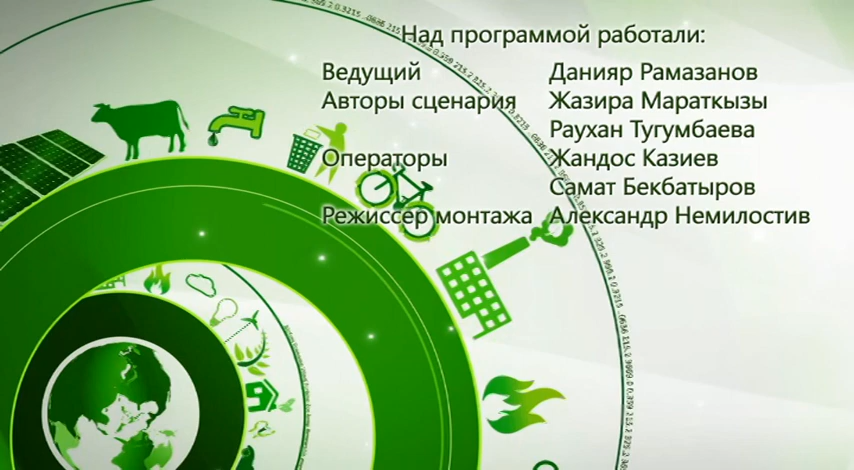 Над программой работали:
Ведущий Данияр Рамазанов
Авторы сценария Жазира Мараткызы
Раухан Тугумбаева
Операторы Жандос Казиев
Самат Бекбатыров
Режиссер монтажа Александр Немилостив